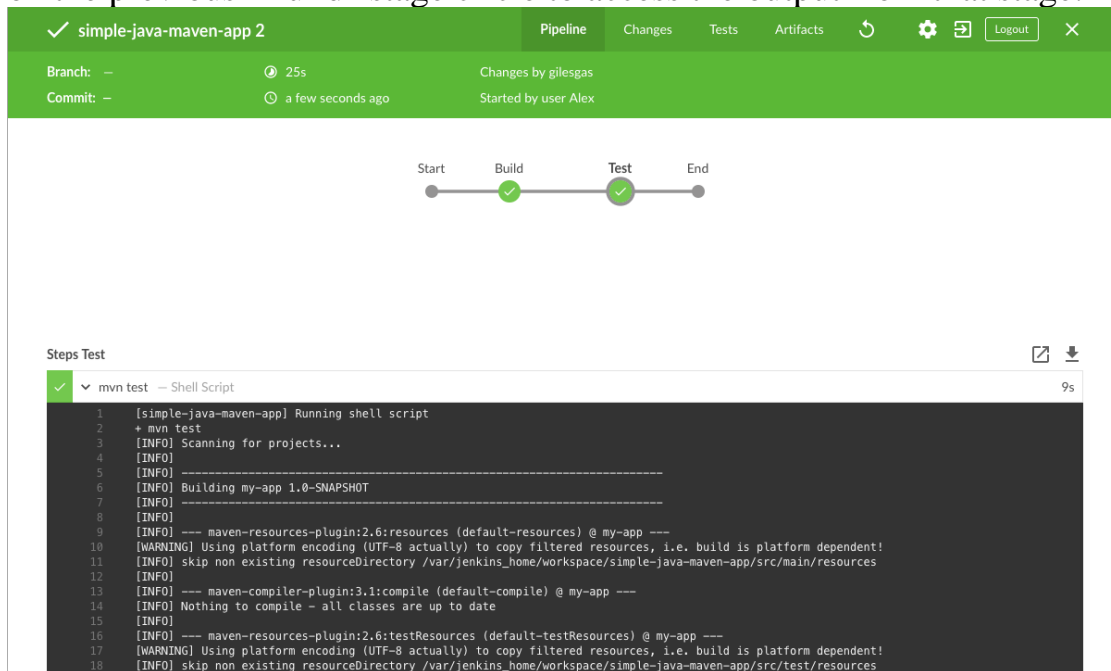 simple-java-maven-app 2 Pipeline Changes Tests Artifacts Logout
Branch: — 25s Changes by gilesgas
Commit: — a few seconds ago Started by user Alex
Start Build Test End
Steps Test
mvn test — Shell Script 9s
1 [simple-java-maven-app] Running shell script
2 + mvn test
3 [INFO] Scanning for projects...
4 [INFO]
5 [INFO] ------------------------------------------------------------------------
6 [INFO] Building my-app 1.0-SNAPSHOT
7 [INFO] ------------------------------------------------------------------------
8 [INFO]
9 [INFO] --- maven-resources-plugin:2.6:resources (default-resources) @ my-app ---
10 [WARNING] Using platform encoding (UTF-8 actually) to copy filtered resources, i.e. build is platform dependent!
11 [INFO] skip non existing resourceDirectory /var/jenkins_home/workspace/simple-java-maven-app/src/main/resources
12 [INFO]
13 [INFO] --- maven-compiler-plugin:3.1:compile (default-compile) @ my-app ---
14 [INFO] Nothing to compile - all classes are up to date
15 [INFO]
16 [INFO] --- maven-resources-plugin:2.6:testResources (default-testResources) @ my-app ---
17 [WARNING] Using platform encoding (UTF-8 actually) to copy filtered resources, i.e. build is platform dependent!
18 [INFO] skip non existing resourceDirectory /var/jenkins_home/workspace/simple-java-maven-app/src/test/resources